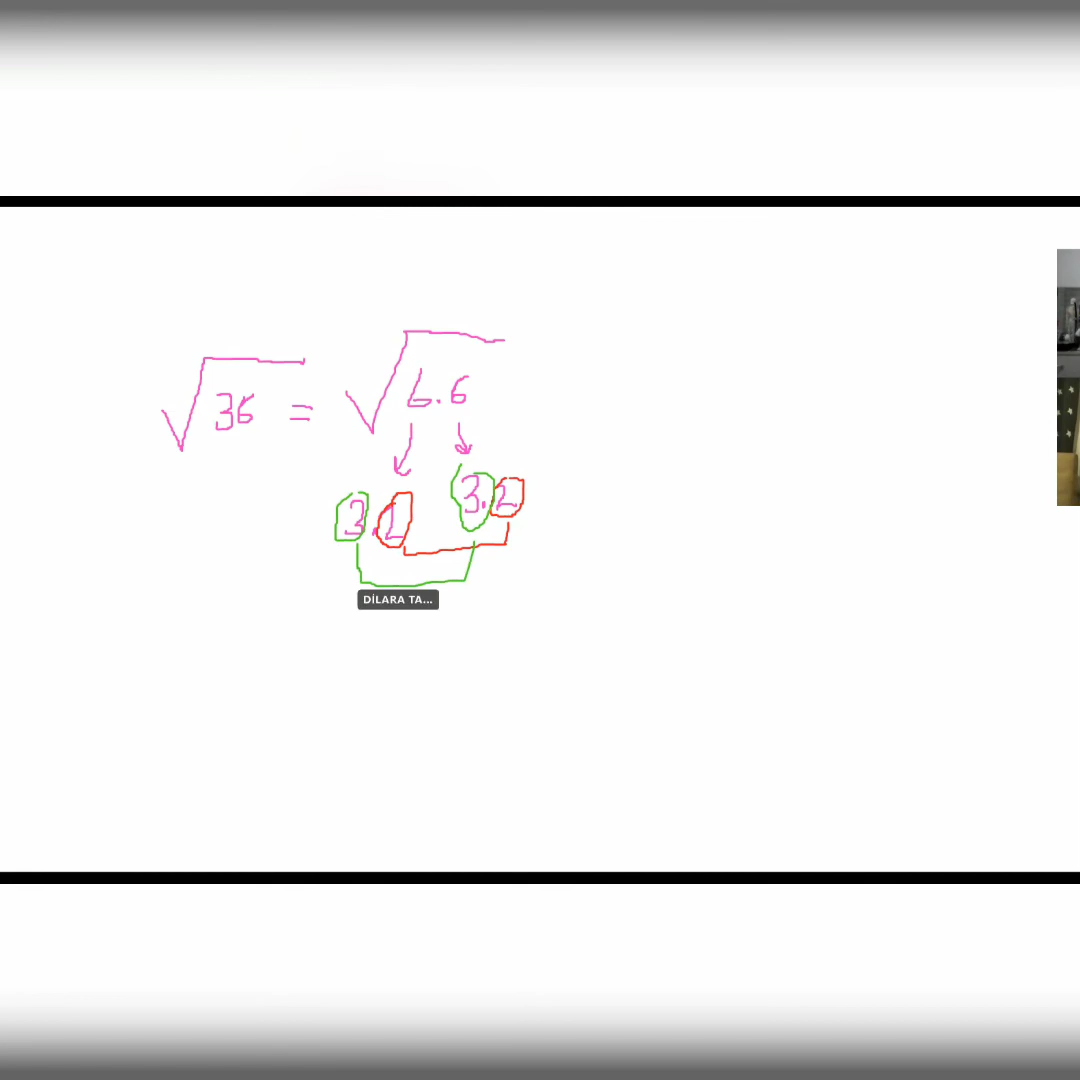 √36 = √6.6
3.2 3.2
DİLARA TA...